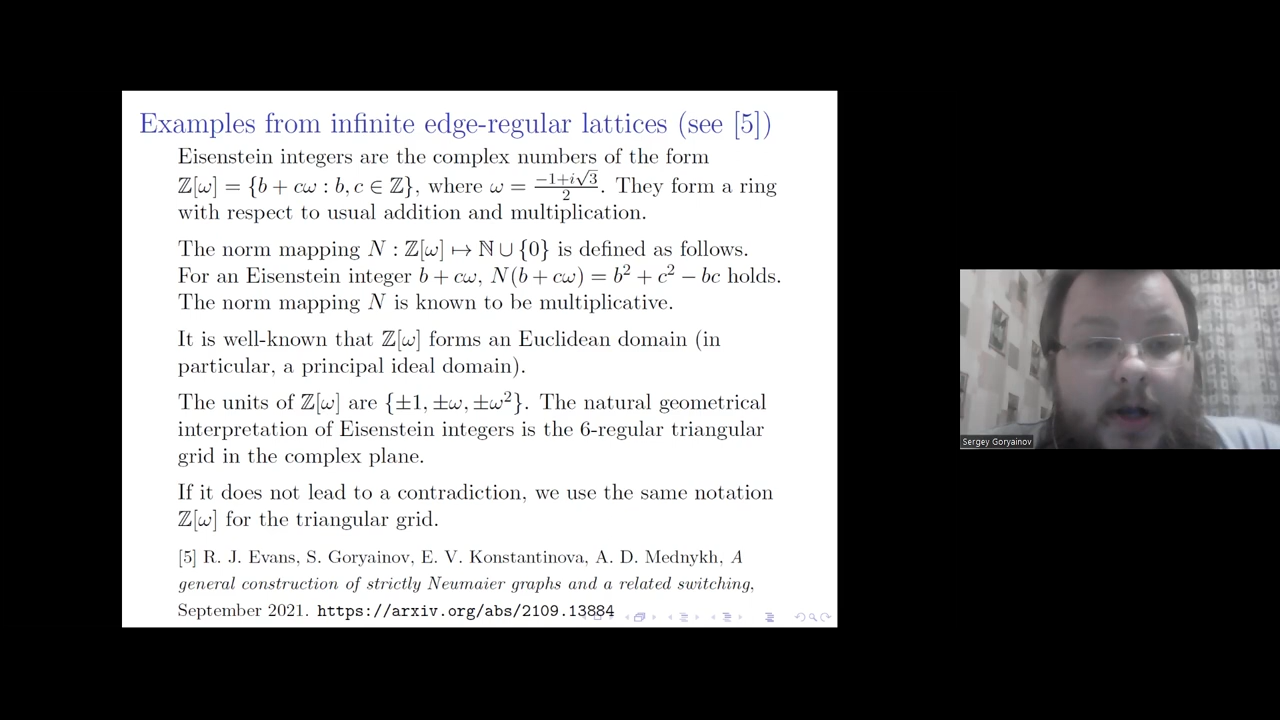 Examples from infinite edge-regular lattices (see [5])
Eisenstein integers are the complex numbers of the form
ℤ[ω] = {b + cω : b, c ∈ ℤ}, where ω = (−1+i√3)/2. They form a ring
with respect to usual addition and multiplication.
The norm mapping N : ℤ[ω] ↦ ℕ ∪ {0} is defined as follows.
For an Eisenstein integer b + cω, N(b + cω) = b² + c² − bc holds.
The norm mapping N is known to be multiplicative.
It is well-known that ℤ[ω] forms an Euclidean domain (in
particular, a principal ideal domain).
The units of ℤ[ω] are {±1, ±ω, ±ω²}. The natural geometrical
interpretation of Eisenstein integers is the 6-regular triangular
grid in the complex plane.
If it does not lead to a contradiction, we use the same notation
ℤ[ω] for the triangular grid.
[5] R. J. Evans, S. Goryainov, E. V. Konstantinova, A. D. Mednykh, A
general construction of strictly Neumaier graphs and a related switching,
September 2021. https://arxiv.org/abs/2109.13884
Sergey Goryainov